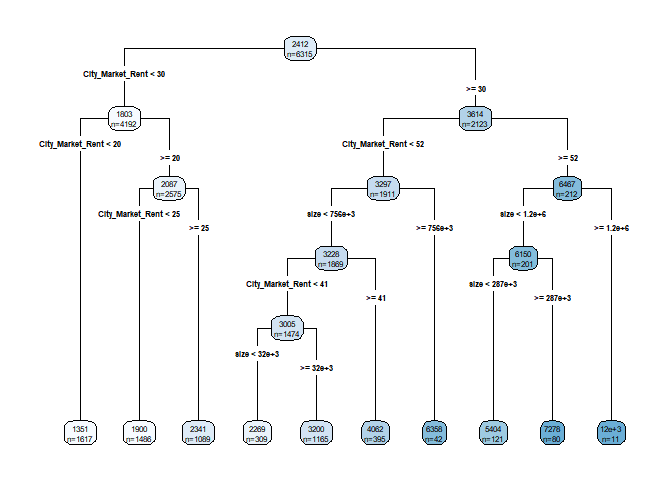 2412
n=6315
City_Market_Rent < 30
>= 30
1803
n=4192
3614
n=2123
City_Market_Rent < 20
>= 20
City_Market_Rent < 52
>= 52
2087
n=2575
3297
n=1911
6467
n=212
City_Market_Rent < 25
>= 25
size < 756e+3
>= 756e+3
size < 1.2e+6
>= 1.2e+6
3228
n=1869
6150
n=201
City_Market_Rent < 41
>= 41
size < 287e+3
>= 287e+3
3005
n=1474
size < 32e+3
>= 32e+3
1351
n=1617
1900
n=1486
2341
n=1089
2269
n=309
3200
n=1165
4062
n=395
6358
n=42
5404
n=121
7278
n=80
12e+3
n=11